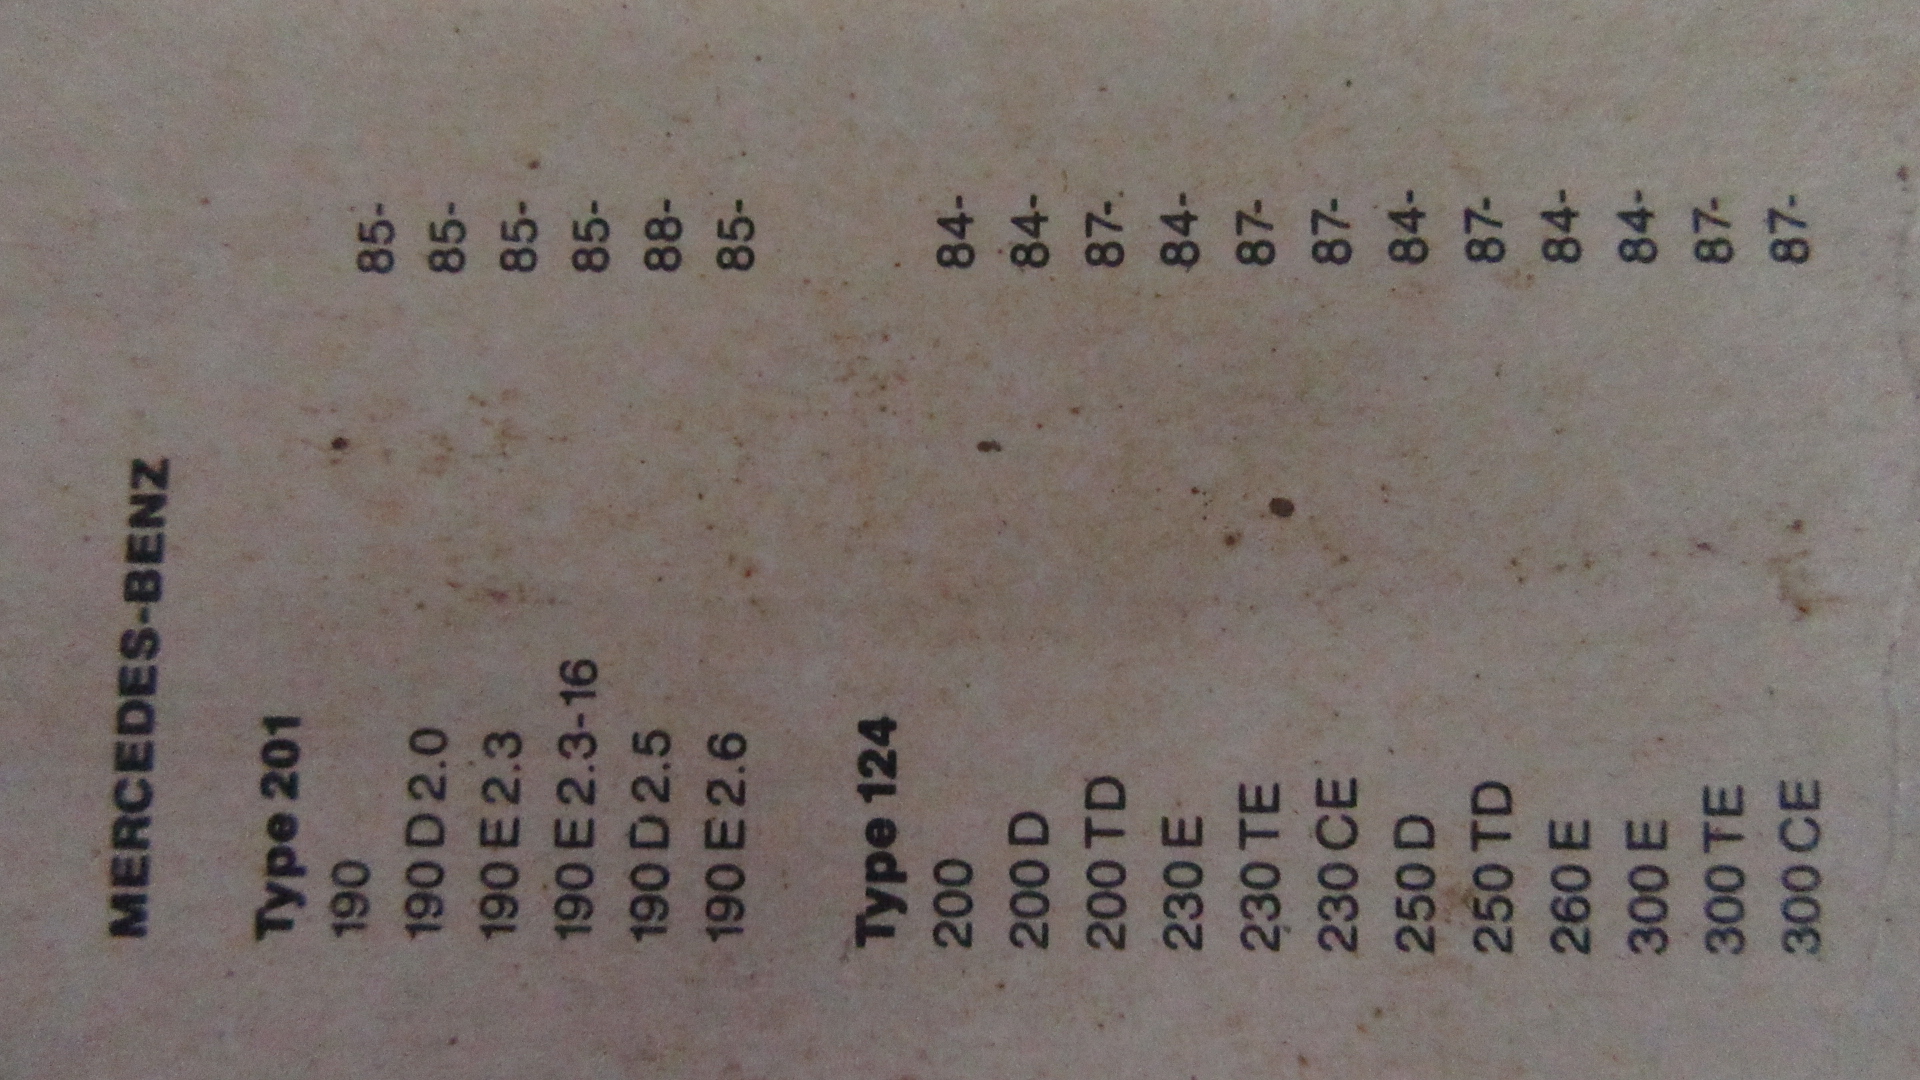 MERCEDES-BENZ
Type 201
190 85-
190 D 2.0 85-
190 E 2.3 85-
190 E 2.3-16 85-
190 D 2.5 88-
190 E 2.6 85-
Type 124
200 84-
200 D 84-
200 TD 87-
230 E 84-
230 TE 87-
230 CE 87-
250 D 84-
250 TD 87-
260 E 84-
300 E 84-
300 TE 87-
300 CE 87-